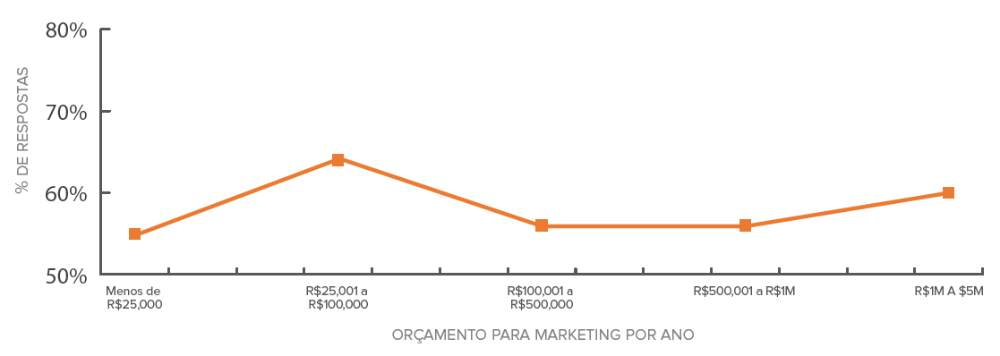 80%
70%
60%
50%
% DE RESPOSTAS
Menos de
R$25,000
R$25,001 a
R$100,000
R$100,001 a
R$500,000
R$500,001 a R$1M
R$1M A $5M
ORÇAMENTO PARA MARKETING POR ANO